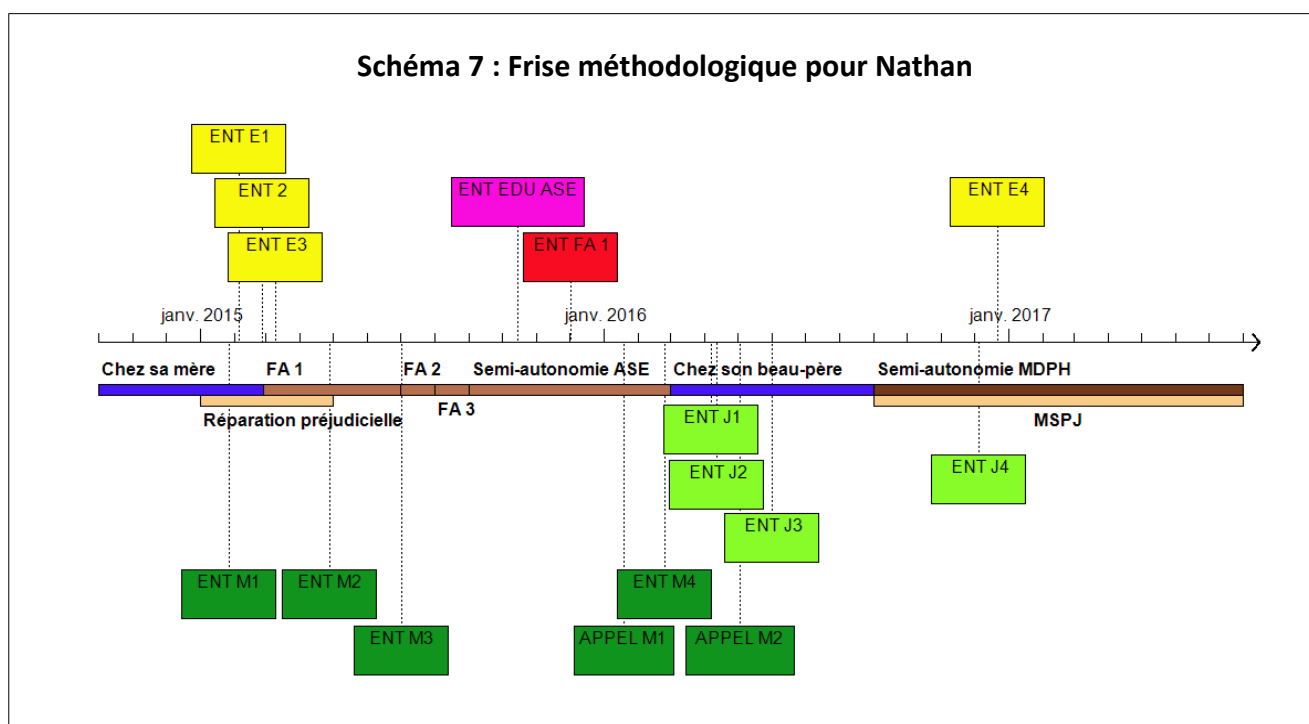 Schéma 7 : Frise méthodologique pour Nathan
ENT E1
ENT 2
ENT E3
ENT EDU ASE
ENT FA 1
ENT E4
janv. 2015
janv. 2016
janv. 2017
Chez sa mère
FA 1
FA 2
Semi-autonomie ASE
Chez son beau-père
Semi-autonomie MDPH
FA 3
Réparation préjudicielle
MSPJ
ENT J1
ENT J2
ENT J3
ENT J4
ENT M1
ENT M2
ENT M4
ENT M3
APPEL M1
APPEL M2